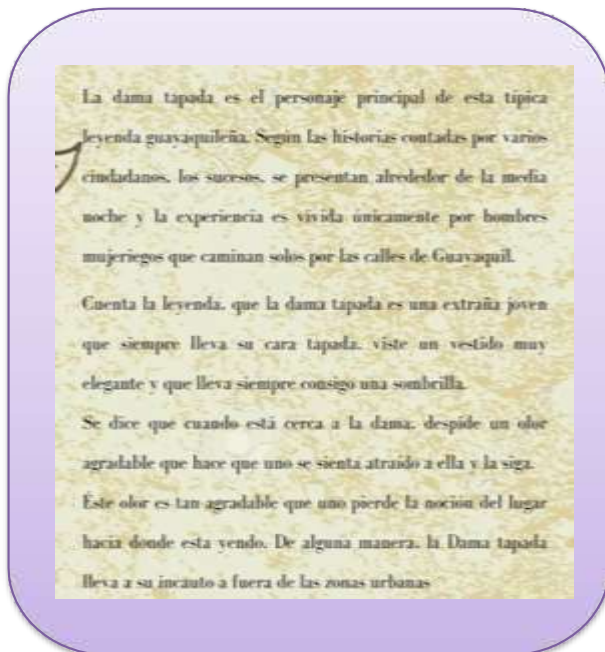 La dama tapada es el personaje principal de esta típica
leyenda guayaquileña. Según las historias contadas por varios
ciudadanos, los sucesos, se presentan alrededor de la media
noche y la experiencia es vivida únicamente por hombres
mujeriegos que caminan solos por las calles de Guayaquil.
Cuenta la leyenda, que la dama tapada es una extraña joven
que siempre lleva su cara tapada, viste un vestido muy
elegante y que lleva siempre consigo una sombrilla.
Se dice que cuando está cerca a la dama, despide un olor
agradable que hace que uno se sienta atraído a ella y la siga.
Éste olor es tan agradable que uno pierde la noción del lugar
hacia donde esta yendo. De alguna manera, la Dama tapada
lleva a su incauto a fuera de las zonas urbanas